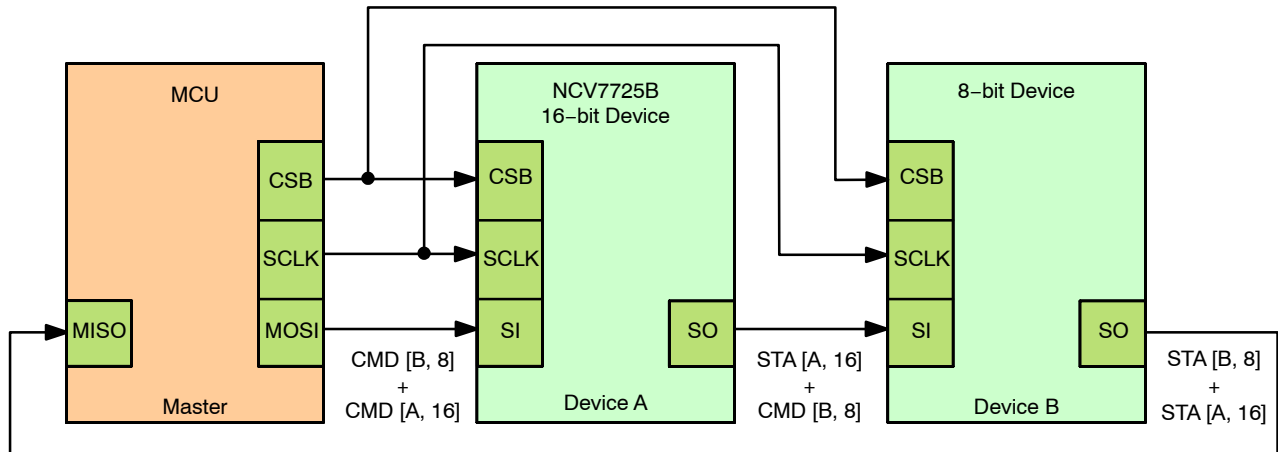 MCU
CSB
SCLK
MOSI
MISO
Master
CMD [B, 8]
+
CMD [A, 16]
NCV7725B
16−bit Device
CSB
SCLK
SI
SO
Device A
STA [A, 16]
+
CMD [B, 8]
8−bit Device
CSB
SCLK
SI
SO
Device B
STA [B, 8]
+
STA [A, 16]